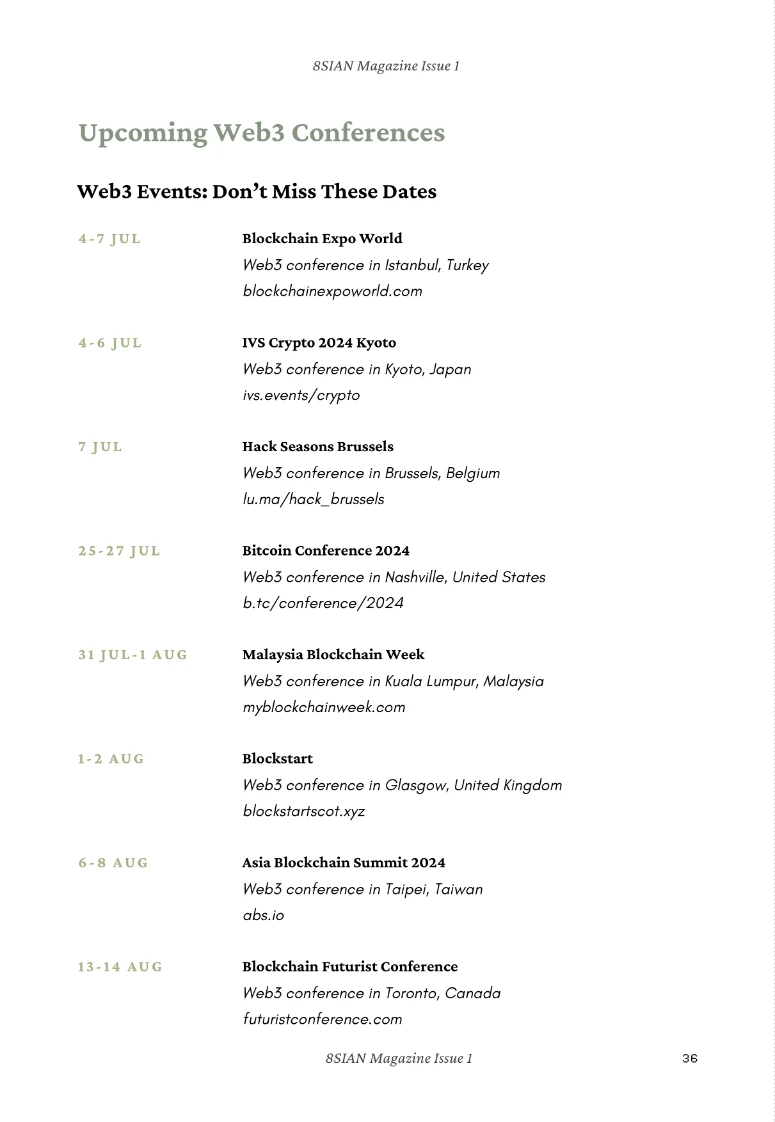 8SIAN Magazine Issue 1
Upcoming Web3 Conferences
Web3 Events: Don’t Miss These Dates
4-7 JUL
Blockchain Expo World
Web3 conference in Istanbul, Turkey
blockchainexpoworld.com
4-6 JUL
IVS Crypto 2024 Kyoto
Web3 conference in Kyoto, Japan
ivs.events/crypto
7 JUL
Hack Seasons Brussels
Web3 conference in Brussels, Belgium
lu.ma/hack_brussels
25-27 JUL
Bitcoin Conference 2024
Web3 conference in Nashville, United States
b.tc/conference/2024
31 JUL-1 AUG
Malaysia Blockchain Week
Web3 conference in Kuala Lumpur, Malaysia
myblockchainweek.com
1-2 AUG
Blockstart
Web3 conference in Glasgow, United Kingdom
blockstartscot.xyz
6-8 AUG
Asia Blockchain Summit 2024
Web3 conference in Taipei, Taiwan
abs.io
13-14 AUG
Blockchain Futurist Conference
Web3 conference in Toronto, Canada
futuristconference.com
8SIAN Magazine Issue 1
36